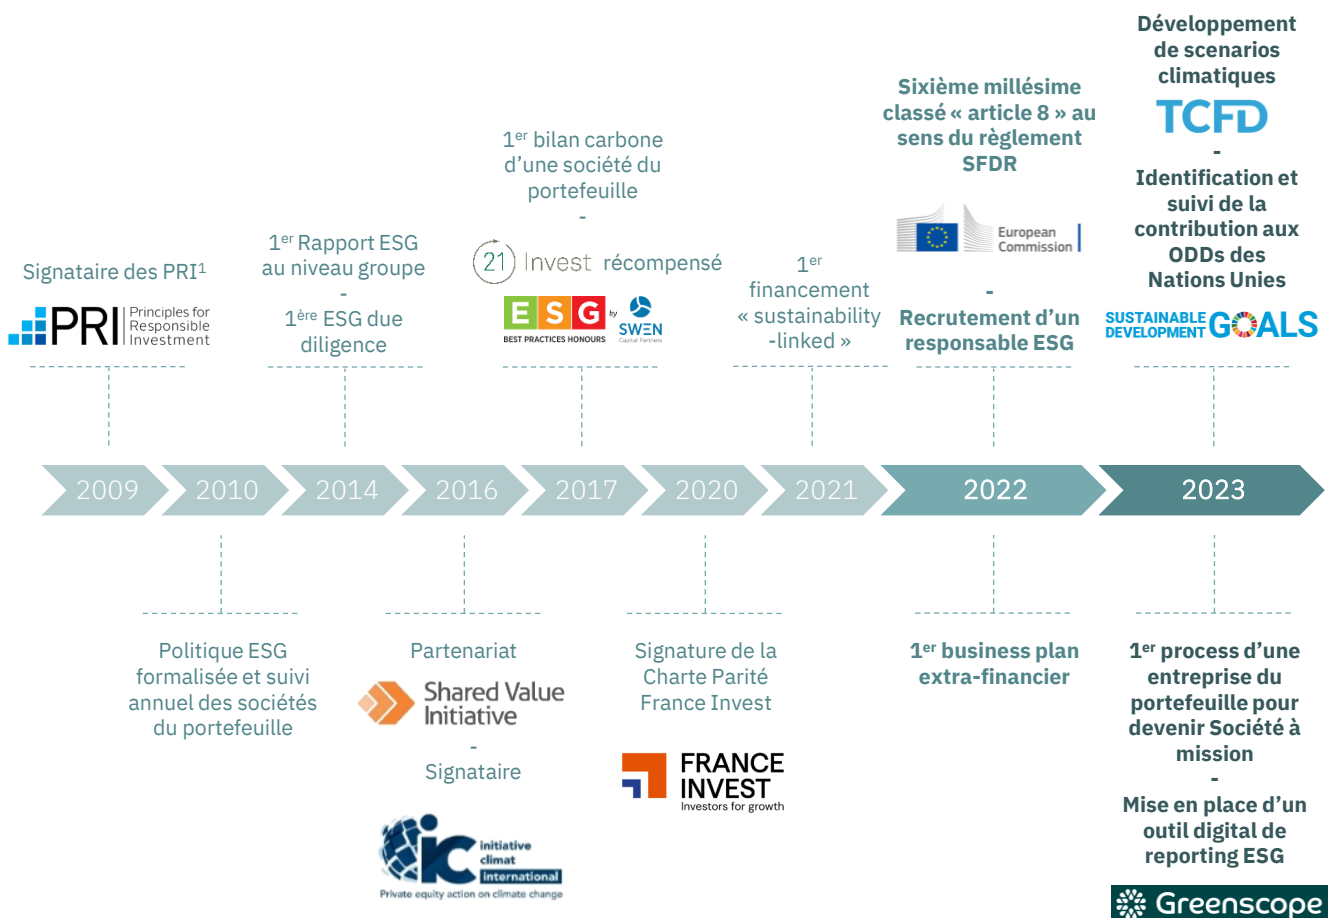 Signataire des PRI¹
PRI
Principles for
Responsible
Investment
1er Rapport ESG
au niveau groupe
-
1ère ESG due
diligence
1er bilan carbone
d’une société du
portefeuille
-
21 Invest récompensé
ESG by SWEN
BEST PRACTICES HONOURS
Capital Partners
1er
financement
« sustainability
-linked »
Sixième millésime
classé « article 8 » au
sens du règlement
SFDR
European
Commission
-
Recrutement d’un
responsable ESG
Développement
de scenarios
climatiques
TCFD
-
Identification et
suivi de la
contribution aux
ODDs des
Nations Unies
SUSTAINABLE
DEVELOPMENT
GOALS
2009
2010
2014
2016
2017
2020
2021
2022
2023
Politique ESG
formalisée et suivi
annuel des sociétés
du portefeuille
Partenariat
Shared Value
Initiative
-
Signataire
iC
initiative
climat
international
Private equity action on climate change
Signature de la
Charte Parité
France Invest
FRANCE
INVEST
Investors for growth
1er business plan
extra-financier
1er process d’une
entreprise du
portefeuille pour
devenir Société à
mission
-
Mise en place d’un
outil digital de
reporting ESG
Greenscope